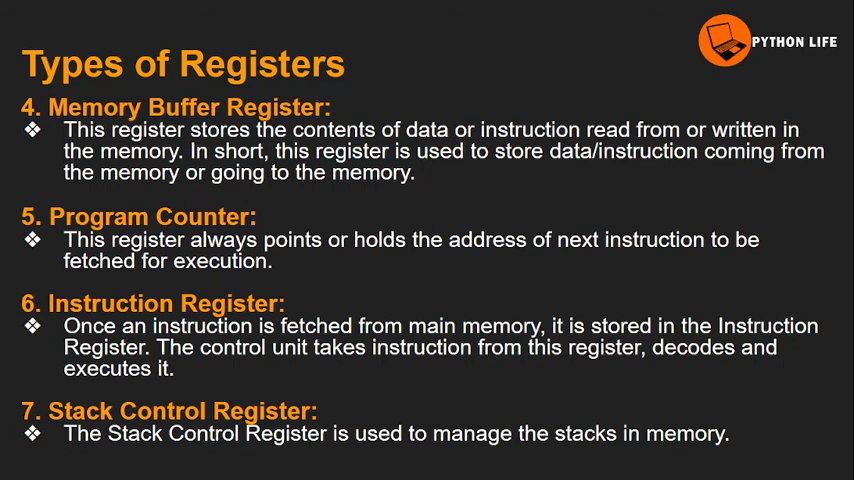 PYTHON LIFE
Types of Registers
4. Memory Buffer Register:
❖ This register stores the contents of data or instruction read from or written in
the memory. In short, this register is used to store data/instruction coming from
the memory or going to the memory.
5. Program Counter:
❖ This register always points or holds the address of next instruction to be
fetched for execution.
6. Instruction Register:
❖ Once an instruction is fetched from main memory, it is stored in the Instruction
Register. The control unit takes instruction from this register, decodes and
executes it.
7. Stack Control Register:
❖ The Stack Control Register is used to manage the stacks in memory.